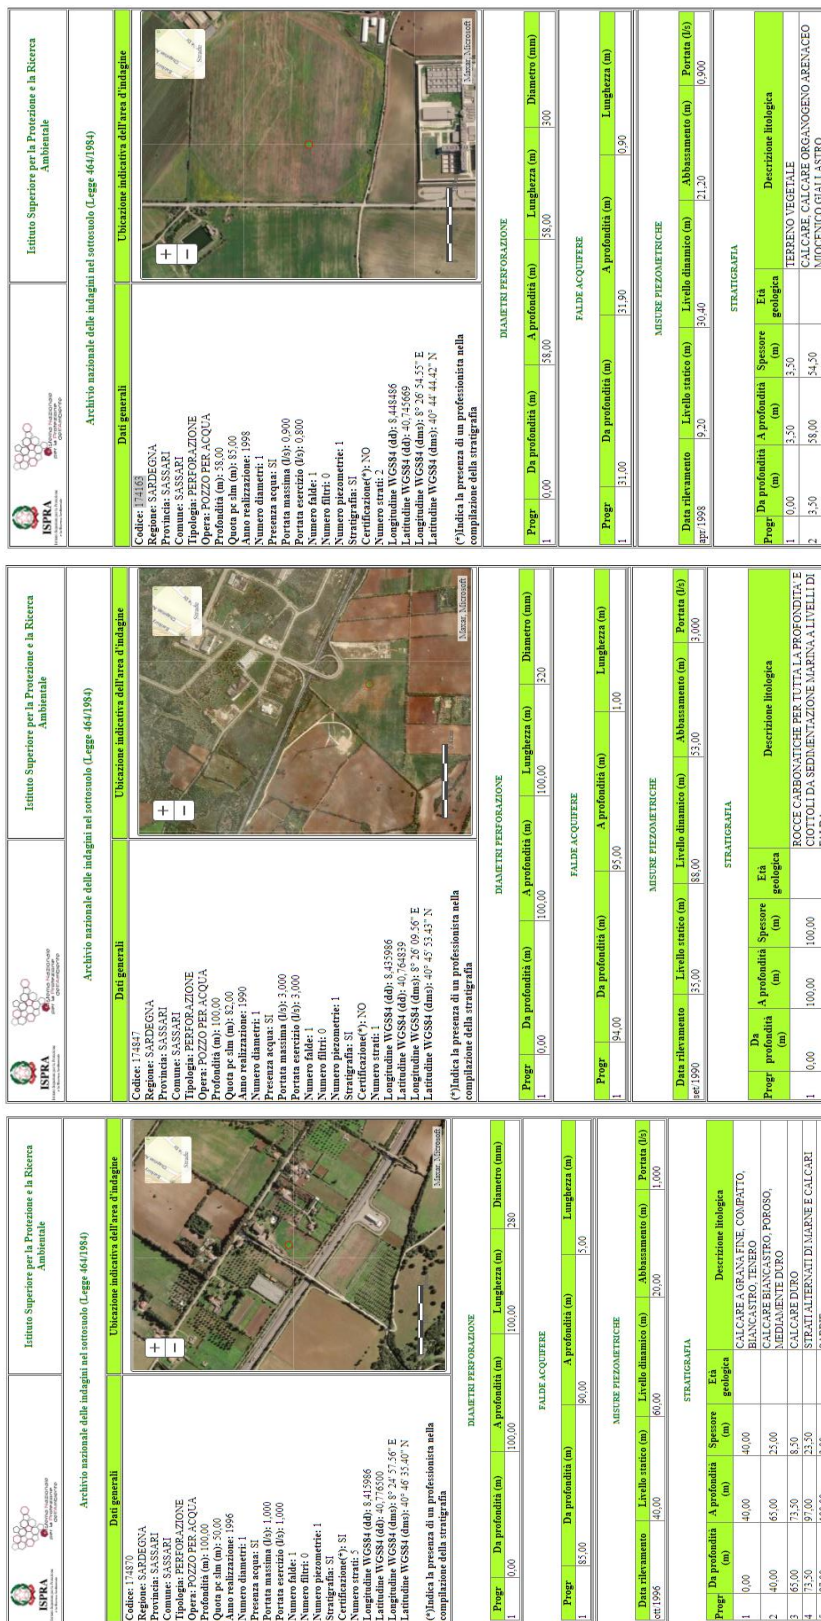 ISPRA
Istituto Superiore per la Protezione e la Ricerca
Ambientale
Archivio nazionale delle indagini nel sottosuolo (Legge 464/1984)
Dati generali
Ubicazione indicativa dell'area d'indagine
Codice: 174870
Regione: SARDEGNA
Provincia: SASSARI
Comune: SASSARI
Tipologia: PERFORAZIONE
Opera: POZZO PER ACQUA
Profondità (m): 100,00
Quota pc slm (m): 50,00
Anno realizzazione: 1996
Numero diametri: 1
Presenza acqua: SI
Portata massima (l/s): 1,000
Portata esercizio (l/s): 1,000
Numero falde: 1
Numero filtri: 0
Numero piezometrie: 1
Stratigrafia: SI
Certificazione(*): SI
Numero strati: 5
Longitudine WGS84 (dd): 8,415986
Latitudine WGS84 (dd): 40,776500
Longitudine WGS84 (dms): 8° 24' 57.56" E
Latitudine WGS84 (dms): 40° 46' 35.40" N
(*)Indica la presenza di un professionista nella
compilazione della stratigrafia
+
−
Strade
Maxar, Microsoft
DIAMETRI PERFORAZIONE
Progr Da profondità (m) A profondità (m) Lunghezza (m) Diametro (mm)
1 0,00 100,00 100,00 280
FALDE ACQUIFERE
Progr Da profondità (m) A profondità (m) Lunghezza (m)
1 85,00 90,00 5,00
MISURE PIEZOMETRICHE
Data rilevamento Livello statico (m) Livello dinamico (m) Abbassamento (m) Portata (l/s)
ott/1996 40,00 60,00 20,00 1,000
STRATIGRAFIA
Progr Da profondità (m) A profondità (m) Spessore (m) Età geologica Descrizione litologica
1 0,00 40,00 40,00 CALCARE A GRANA FINE, COMPATTO,
BIANCASTRO, TENERO
2 40,00 65,00 25,00 CALCARE BIANCASTRO, POROSO,
MEDIAMENTE DURO
3 65,00 73,50 8,50 CALCARE DURO
4 73,50 97,00 23,50 STRATI ALTERNATI DI MARNE E CALCARI
ISPRA
Istituto Superiore per la Protezione e la Ricerca
Ambientale
Archivio nazionale delle indagini nel sottosuolo (Legge 464/1984)
Dati generali
Ubicazione indicativa dell'area d'indagine
Codice: 174847
Regione: SARDEGNA
Provincia: SASSARI
Comune: SASSARI
Tipologia: PERFORAZIONE
Opera: POZZO PER ACQUA
Profondità (m): 100,00
Quota pc slm (m): 82,00
Anno realizzazione: 1990
Numero diametri: 1
Presenza acqua: SI
Portata massima (l/s): 3,000
Portata esercizio (l/s): 3,000
Numero falde: 1
Numero filtri: 0
Numero piezometrie: 1
Stratigrafia: SI
Certificazione(*): NO
Numero strati: 1
Longitudine WGS84 (dd): 8,435986
Latitudine WGS84 (dd): 40,764839
Longitudine WGS84 (dms): 8° 26' 09.56" E
Latitudine WGS84 (dms): 40° 45' 53.43" N
(*)Indica la presenza di un professionista nella
compilazione della stratigrafia
+
−
Strade
Maxar, Microsoft
DIAMETRI PERFORAZIONE
Progr Da profondità (m) A profondità (m) Lunghezza (m) Diametro (mm)
1 0,00 100,00 100,00 320
FALDE ACQUIFERE
Progr Da profondità (m) A profondità (m) Lunghezza (m)
1 94,00 95,00 1,00
MISURE PIEZOMETRICHE
Data rilevamento Livello statico (m) Livello dinamico (m) Abbassamento (m) Portata (l/s)
set/1990 35,00 88,00 53,00 3,000
STRATIGRAFIA
Progr Da profondità (m) A profondità (m) Spessore (m) Età geologica Descrizione litologica
1 0,00 100,00 100,00 ROCCE CARBONATICHE PER TUTTA LA PROFONDITA' E
CIOTTOLI DA SEDIMENTAZIONE MARINA A LIVELLI DI
ISPRA
Istituto Superiore per la Protezione e la Ricerca
Ambientale
Archivio nazionale delle indagini nel sottosuolo (Legge 464/1984)
Dati generali
Ubicazione indicativa dell'area d'indagine
Codice: 174163
Regione: SARDEGNA
Provincia: SASSARI
Comune: SASSARI
Tipologia: PERFORAZIONE
Opera: POZZO PER ACQUA
Profondità (m): 58,00
Quota pc slm (m): 85,00
Anno realizzazione: 1998
Numero diametri: 1
Presenza acqua: SI
Portata massima (l/s): 0,900
Portata esercizio (l/s): 0,800
Numero falde: 1
Numero filtri: 0
Numero piezometrie: 1
Stratigrafia: SI
Certificazione(*): NO
Numero strati: 2
Longitudine WGS84 (dd): 8,448486
Latitudine WGS84 (dd): 40,745669
Longitudine WGS84 (dms): 8° 26' 54.55" E
Latitudine WGS84 (dms): 40° 44' 44.42" N
(*)Indica la presenza di un professionista nella
compilazione della stratigrafia
+
−
Strade
Maxar, Microsoft
DIAMETRI PERFORAZIONE
Progr Da profondità (m) A profondità (m) Lunghezza (m) Diametro (mm)
1 0,00 58,00 58,00 300
FALDE ACQUIFERE
Progr Da profondità (m) A profondità (m) Lunghezza (m)
1 31,00 31,90 0,90
MISURE PIEZOMETRICHE
Data rilevamento Livello statico (m) Livello dinamico (m) Abbassamento (m) Portata (l/s)
apr/1998 9,20 30,40 21,20 0,900
STRATIGRAFIA
Progr Da profondità (m) A profondità (m) Spessore (m) Età geologica Descrizione litologica
1 0,00 3,50 3,50 TERRENO VEGETALE
2 3,50 58,00 54,50 CALCARE, CALCARE ORGANOGENO ARENACEO
MIOCENICO GIALLASTRO